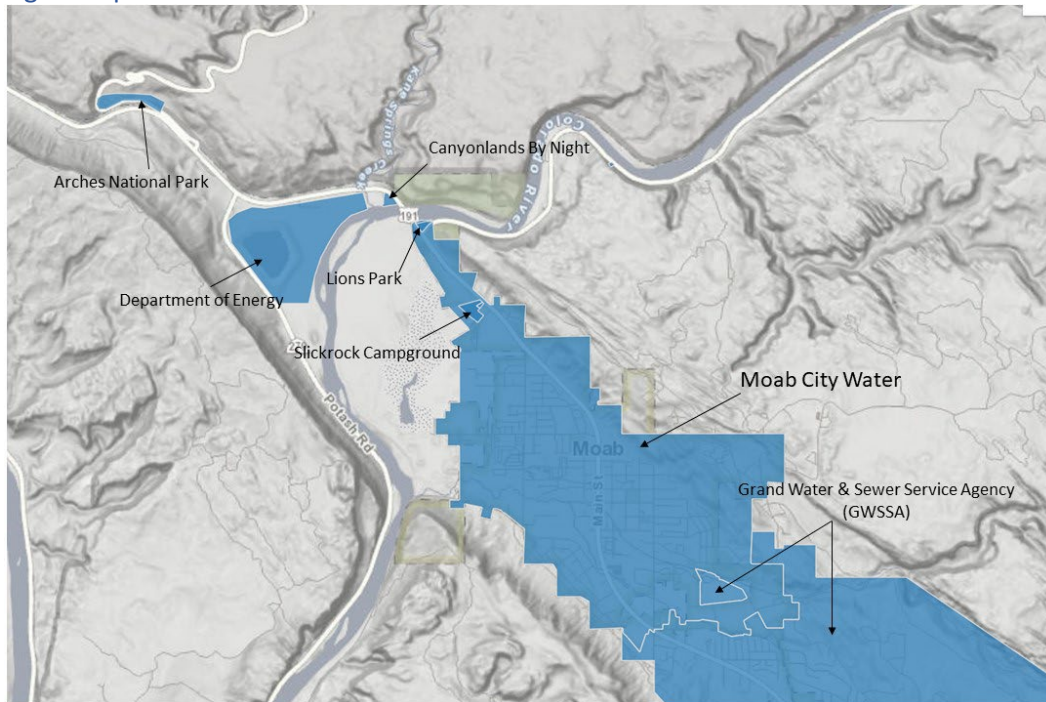 Kane Springs Creek
Colorado River
Canyonlands By Night
Arches National Park
191
Lions Park
Department of Energy
Slickrock Campground
Moab City Water
Potash Rd
Moab
Main St
Grand Water & Sewer Service Agency
(GWSSA)